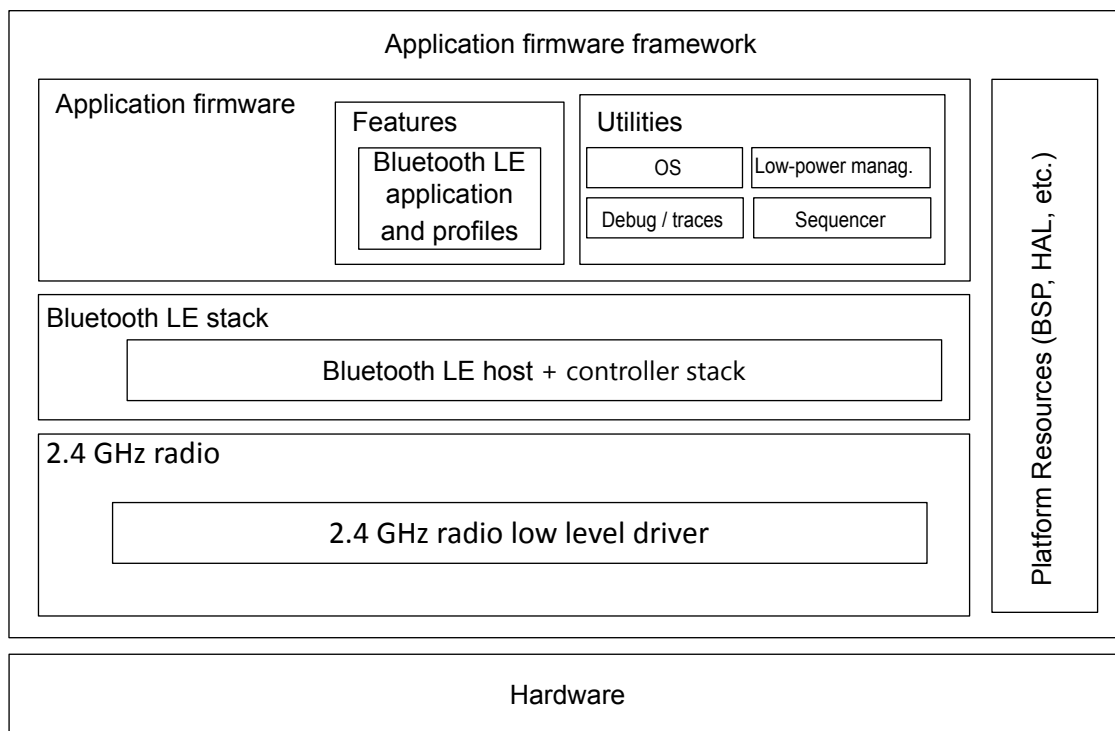 Application firmware framework
Application firmware
Features
Bluetooth LE
application
and profiles
Utilities
OS
Low-power manag.
Debug / traces
Sequencer
Bluetooth LE stack
Bluetooth LE host + controller stack
2.4 GHz radio
2.4 GHz radio low level driver
Platform Resources (BSP, HAL, etc.)
Hardware